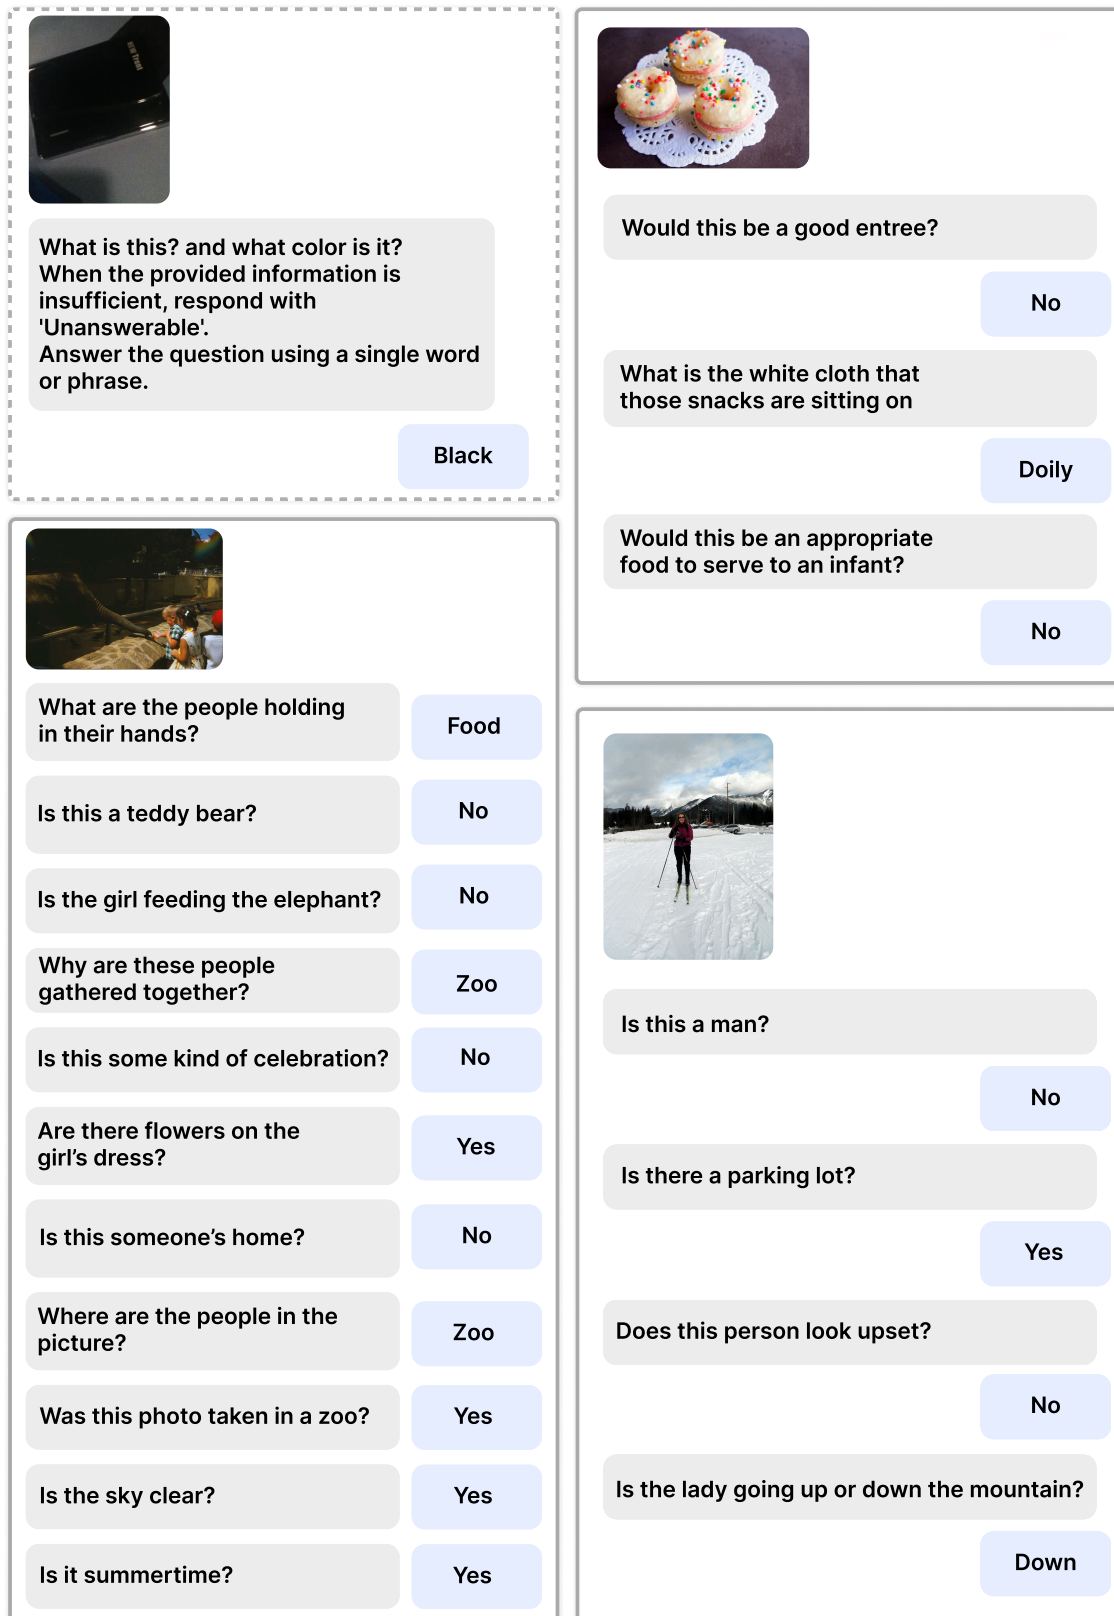 NEW Trent
What is this? and what color is it?
When the provided information is
insufficient, respond with
'Unanswerable'.
Answer the question using a single word
or phrase.
Black
What are the people holding
in their hands?
Food
Is this a teddy bear?
No
Is the girl feeding the elephant?
No
Why are these people
gathered together?
Zoo
Is this some kind of celebration?
No
Are there flowers on the
girl’s dress?
Yes
Is this someone’s home?
No
Where are the people in the
picture?
Zoo
Was this photo taken in a zoo?
Yes
Is the sky clear?
Yes
Is it summertime?
Yes
Would this be a good entree?
No
What is the white cloth that
those snacks are sitting on
Doily
Would this be an appropriate
food to serve to an infant?
No
Is this a man?
No
Is there a parking lot?
Yes
Does this person look upset?
No
Is the lady going up or down the mountain?
Down